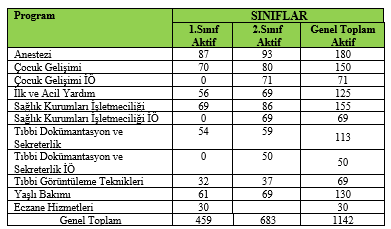 Program SINIFLAR
1.Sınıf 2.Sınıf Genel Toplam
Aktif Aktif Aktif
Anestezi 87 93 180
Çocuk Gelişimi 70 80 150
Çocuk Gelişimi İÖ 0 71 71
İlk ve Acil Yardım 56 69 125
Sağlık Kurumları İşletmeciliği 69 86 155
Sağlık Kurumları İşletmeciliği İÖ 0 69 69
Tıbbi Dokümantasyon ve 54 59 113
Sekreterlik
Tıbbi Dokümantasyon ve 0 50 50
Sekreterlik İÖ
Tıbbi Görüntüleme Teknikleri 32 37 69
Yaşlı Bakımı 61 69 130
Eczane Hizmetleri 30 30
Genel Toplam 459 683 1142